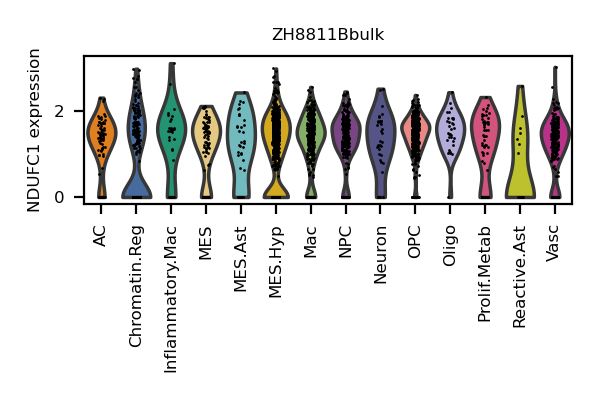 ZH8811Bbulk
NDUFC1 expression
2
0
AC
Chromatin.Reg
Inflammatory.Mac
MES
MES.Ast
MES.Hyp
Mac
NPC
Neuron
OPC
Oligo
Prolif.Metab
Reactive.Ast
Vasc